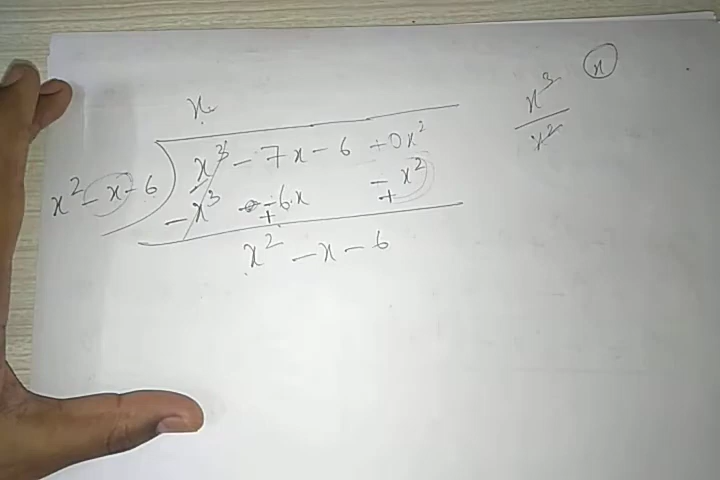 x
x² - x - 6 ) x³ - 7x - 6 + 0x²
- x³ - 6x - x²
+ +
x² - x - 6
x³
x²
x